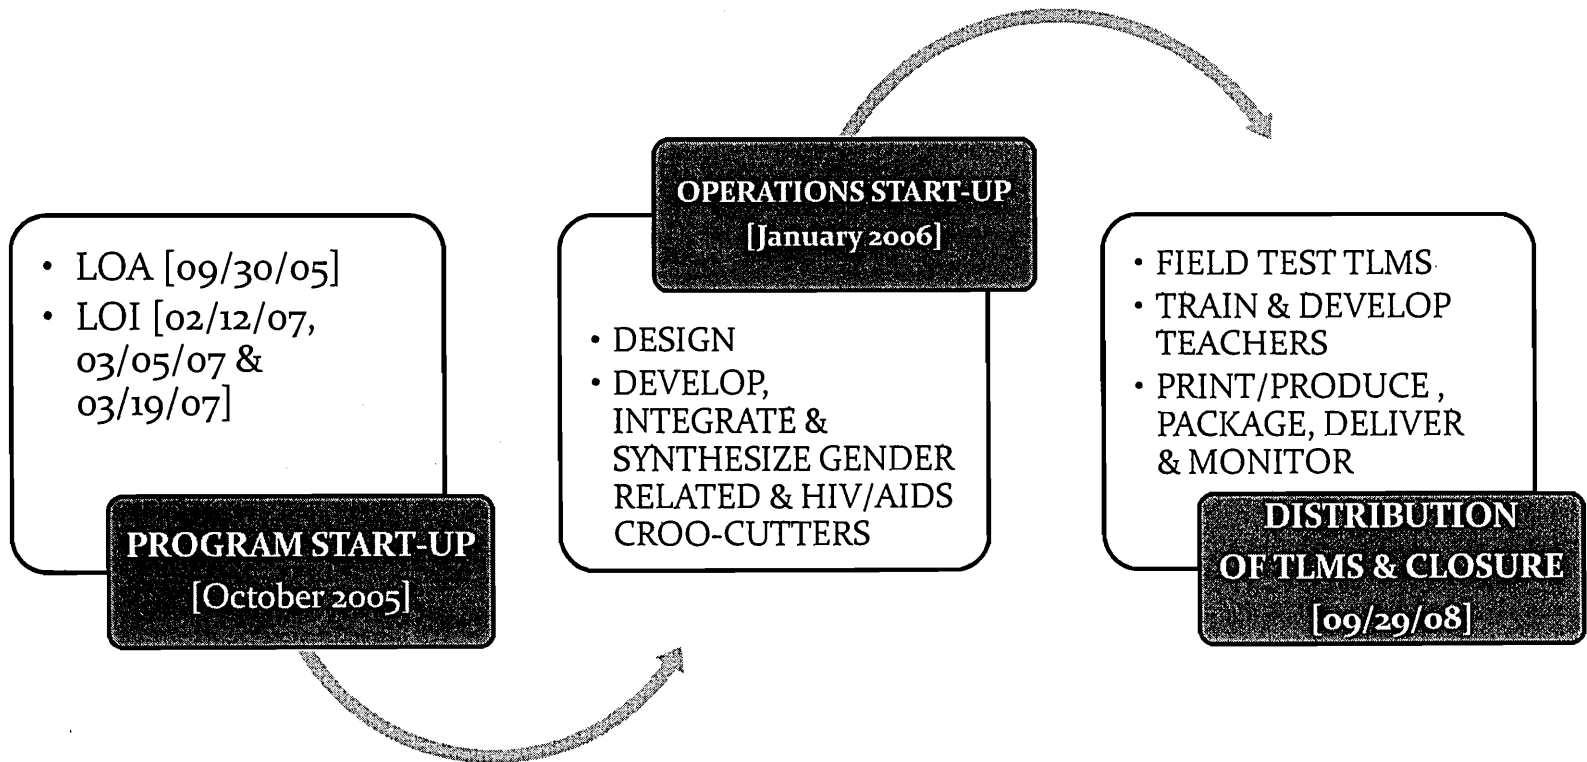 • LOA [09/30/05]
• LOI [02/12/07,
03/05/07 &
03/19/07]
PROGRAM START-UP
[October 2005]
OPERATIONS START-UP
[January 2006]
• DESIGN
• DEVELOP,
INTEGRATE &
SYNTHESIZE GENDER
RELATED & HIV/AIDS
CROO-CUTTERS
• FIELD TEST TLMS
• TRAIN & DEVELOP
TEACHERS
• PRINT/PRODUCE ,
PACKAGE, DELIVER
& MONITOR
DISTRIBUTION
OF TLMS & CLOSURE
[09/29/08]